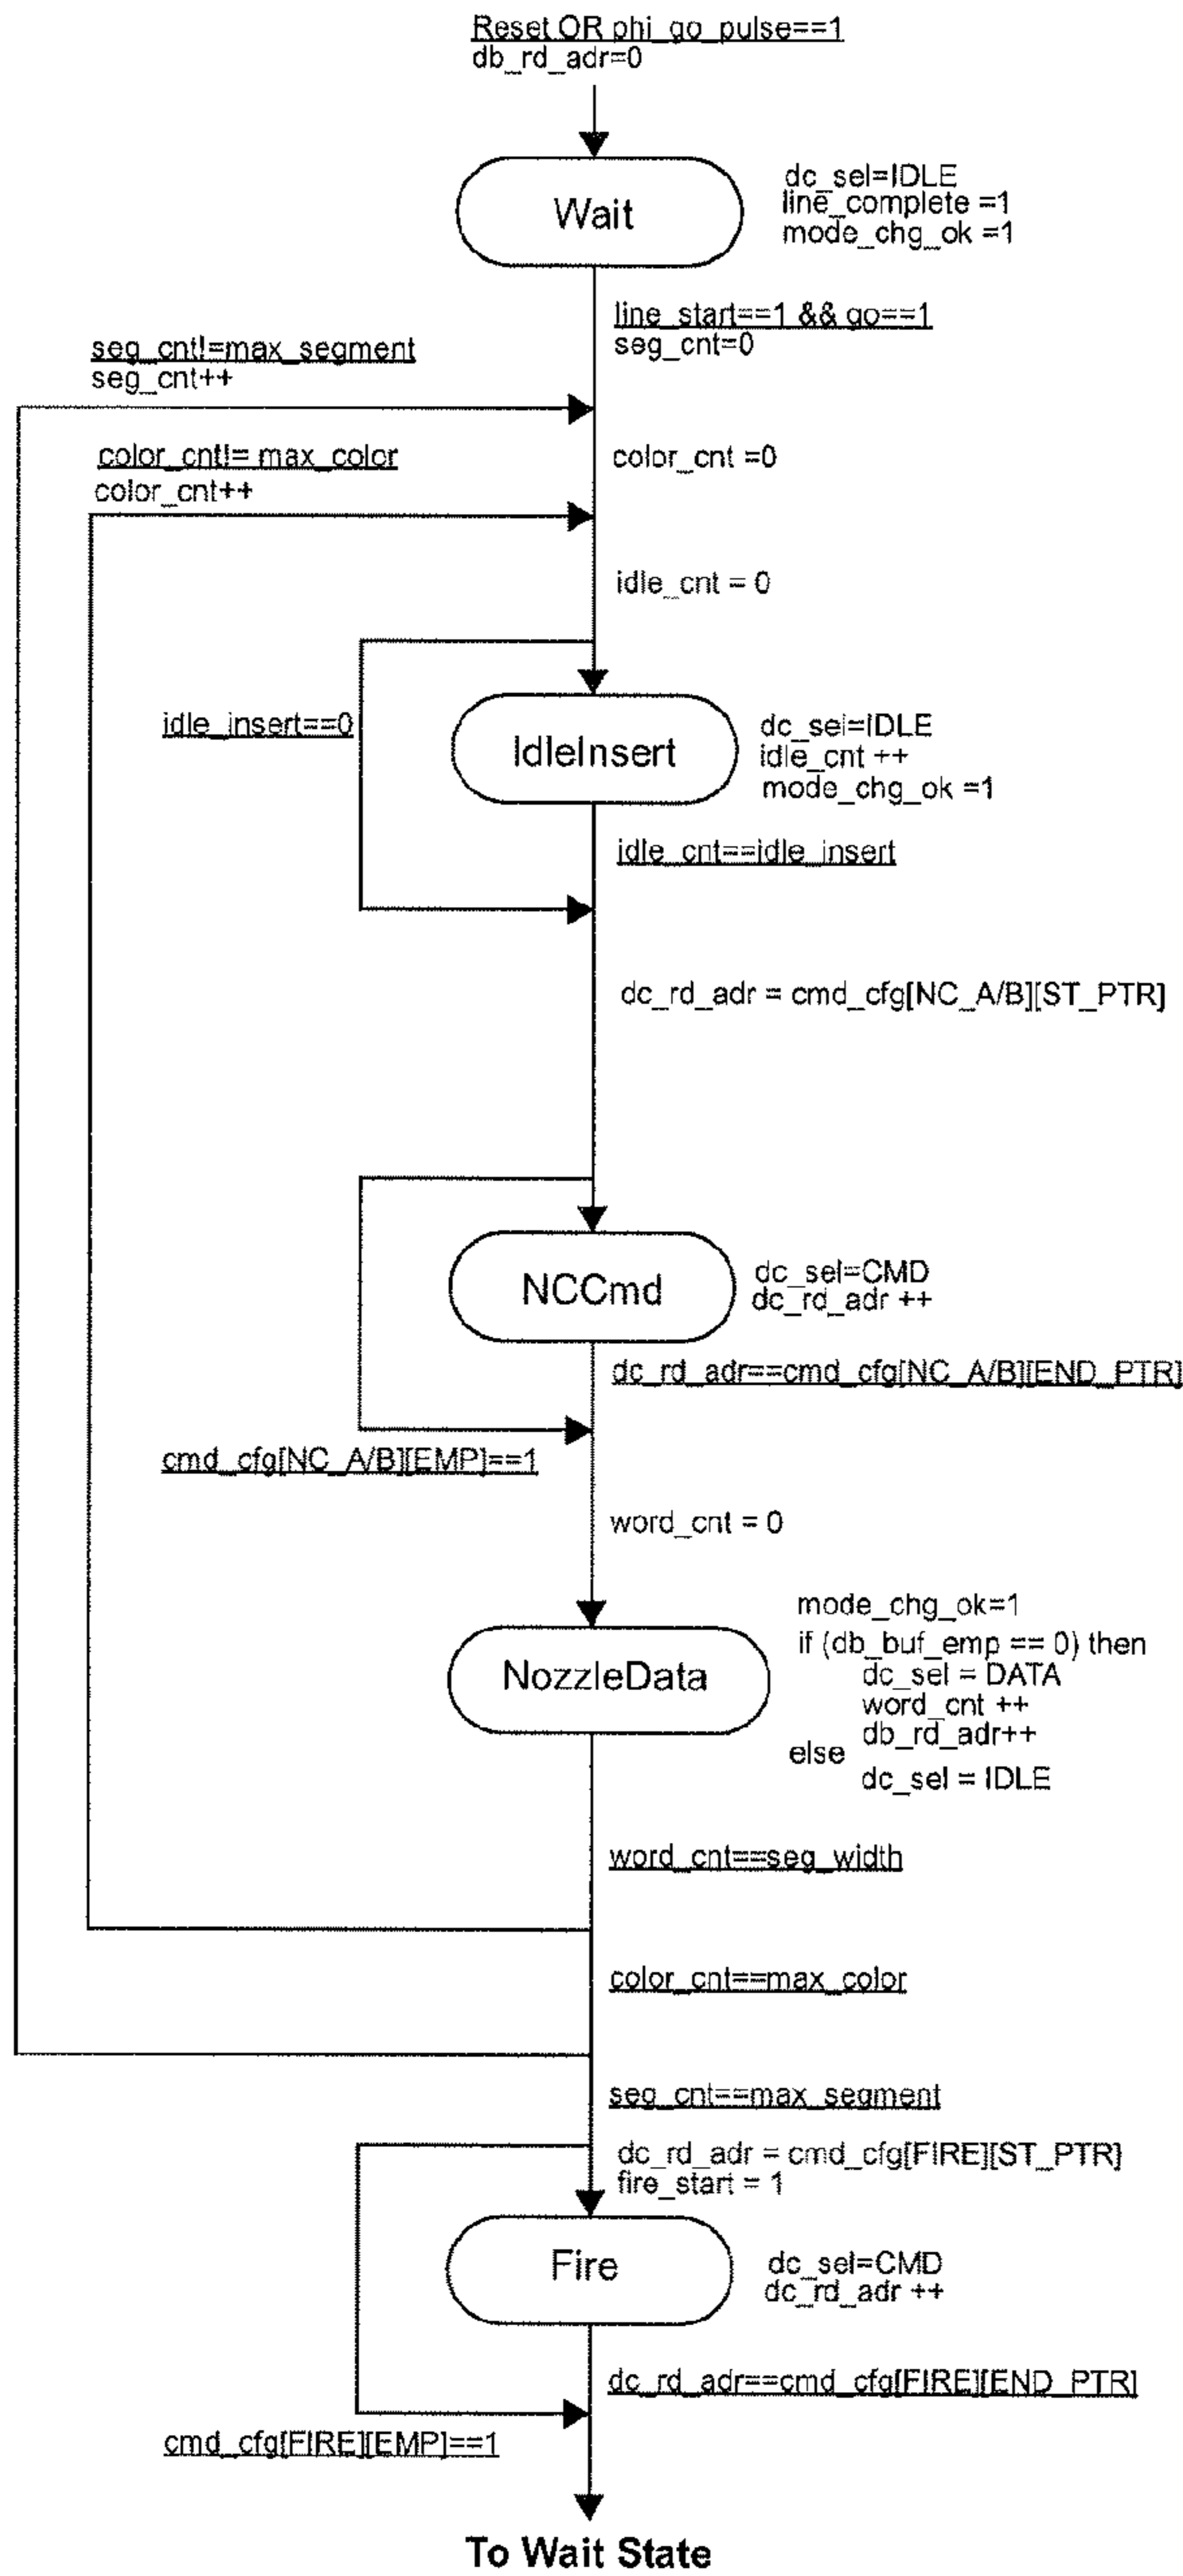 Reset OR phi_go_pulse==1
db_rd_adr=0
Wait
dc_sel=IDLE
line_complete =1
mode_chg_ok =1
line_start==1 && go==1
seg_cnt=0
seg_cnt!=max_segment
seg_cnt++
color_cnt!= max_color
color_cnt++
color_cnt =0
idle_cnt = 0
idle_insert==0
IdleInsert
dc_sel=IDLE
idle_cnt ++
mode_chg_ok =1
idle_cnt==idle_insert
dc_rd_adr = cmd_cfg[NC_A/B][ST_PTR]
NCCmd
dc_sel=CMD
dc_rd_adr ++
dc_rd_adr==cmd_cfg[NC_A/B][END_PTR]
cmd_cfg[NC_A/B][EMP]==1
word_cnt = 0
NozzleData
mode_chg_ok=1
if (db_buf_emp == 0) then
dc_sel = DATA
word_cnt ++
db_rd_adr++
else
dc_sel = IDLE
word_cnt==seg_width
color_cnt==max_color
seg_cnt==max_segment
dc_rd_adr = cmd_cfg[FIRE][ST_PTR]
fire_start = 1
Fire
dc_sel=CMD
dc_rd_adr ++
dc_rd_adr==cmd_cfg[FIRE][END_PTR]
cmd_cfg[FIRE][EMP]==1
To Wait State